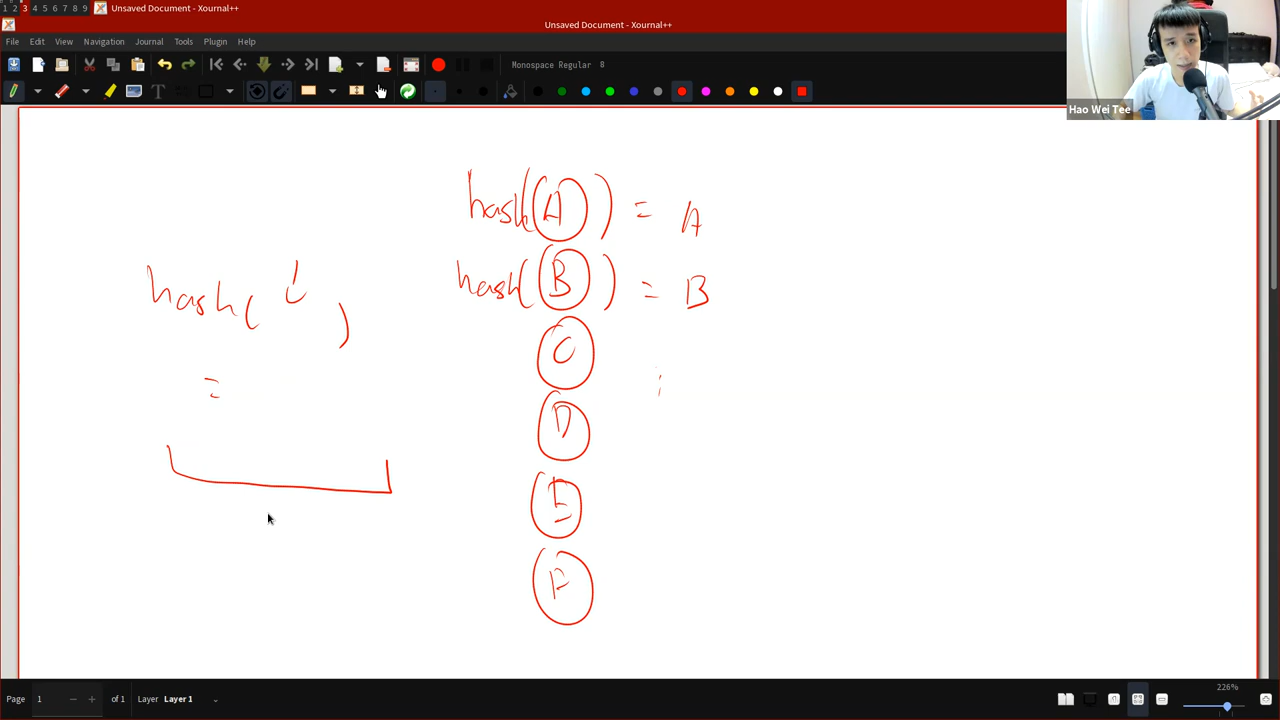 1 2 3 4 5 6 7 8 9 Unsaved Document - Xournal++
Unsaved Document - Xournal++
File Edit View Navigation Journal Tools Plugin Help
Monospace Regular 8
Hao Wei Tee
hash(A) = A
hash(B) = B
hash( )
=
C
D
E
F
Page 1 of 1 Layer Layer 1
226%